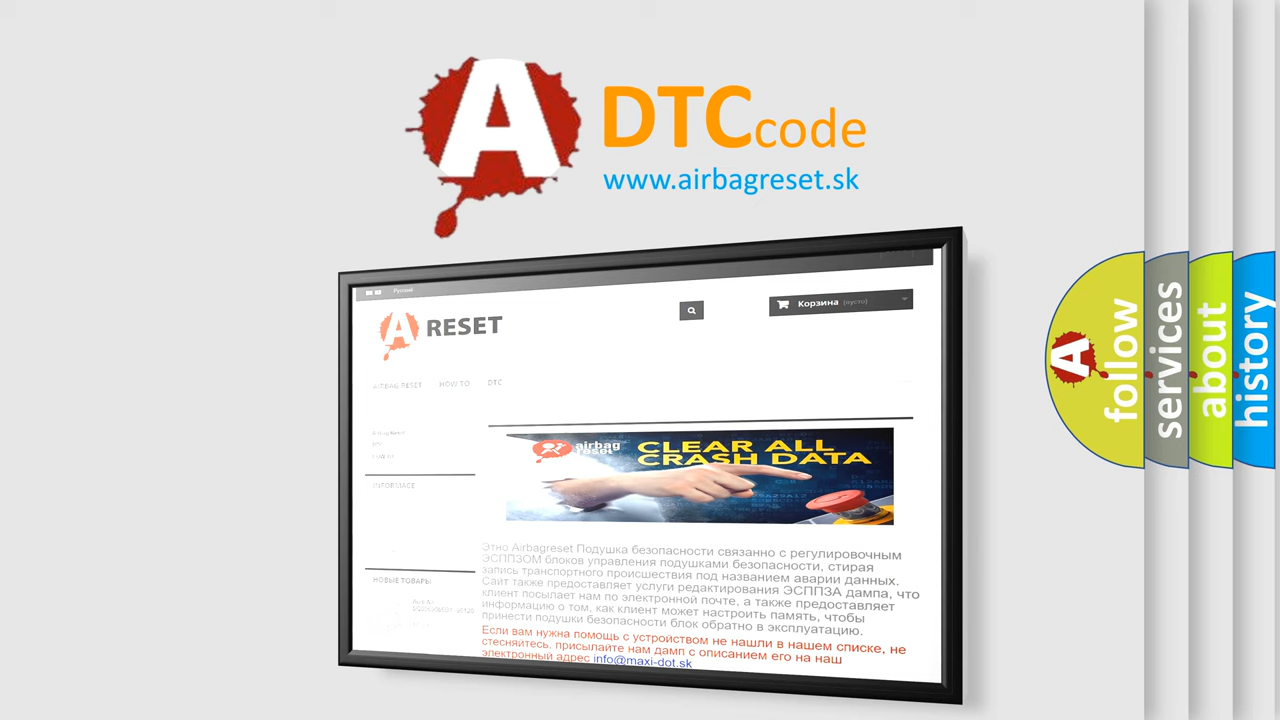 A
DTCcode
www.airbagreset.sk
Русский
A RESET
Корзина (пусто)
AIRBAG RESET HOW TO DTC
Airbag Reset
DTC
INFORMACE
НОВЫЕ ТОВАРЫ
airbag
reset
CLEAR ALL
CRASH DATA
Этно Airbagreset Подушка безопасности связанно с регулировочным
ЭСППЗОМ блоков управления подушками безопасности, стирая
запись транспортного происшествия под названием аварии данных.
Сайт также предоставляет услуги редактирования ЭСППЗА дампа, что
клиент посылает нам по электронной почте, а также предоставляет
информацию о том, как клиент может настроить память, чтобы
принести подушки безопасности блок обратно в эксплуатацию.
Если вам нужна помощь с устройством не нашли в нашем списке, не
стесняйтесь, присылайте нам дамп с описанием его на наш
электронный адрес info@maxi-dot.sk
A
follow
services
about
history